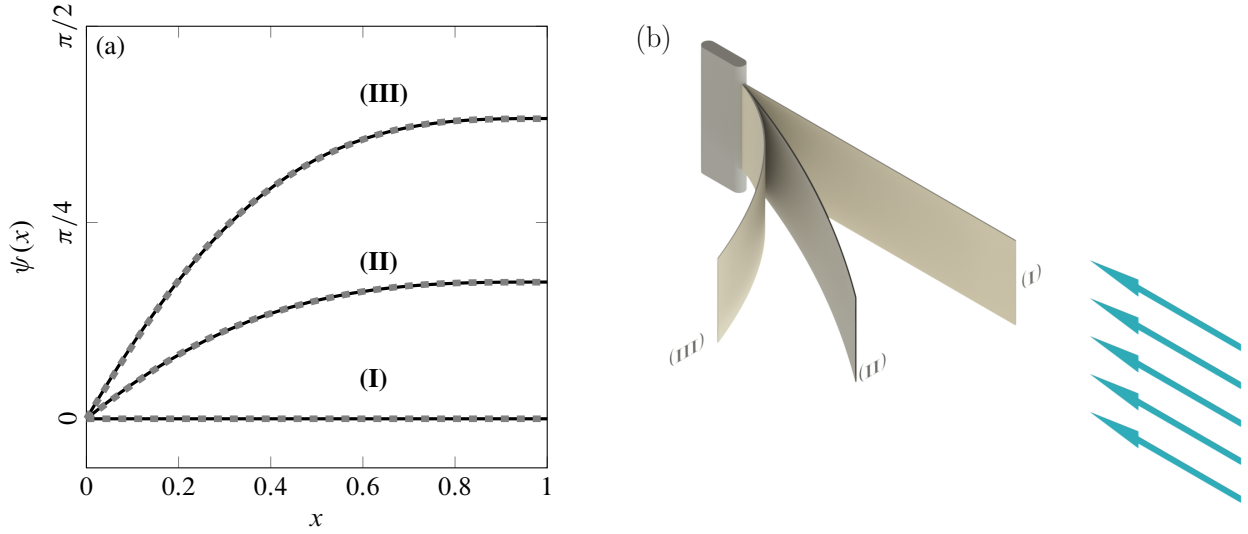 (a)
π/2
π/4
0
ψ(x)
(III)
(II)
(I)
0 0.2 0.4 0.6 0.8 1
x
(b)
(I)
(II)
(III)